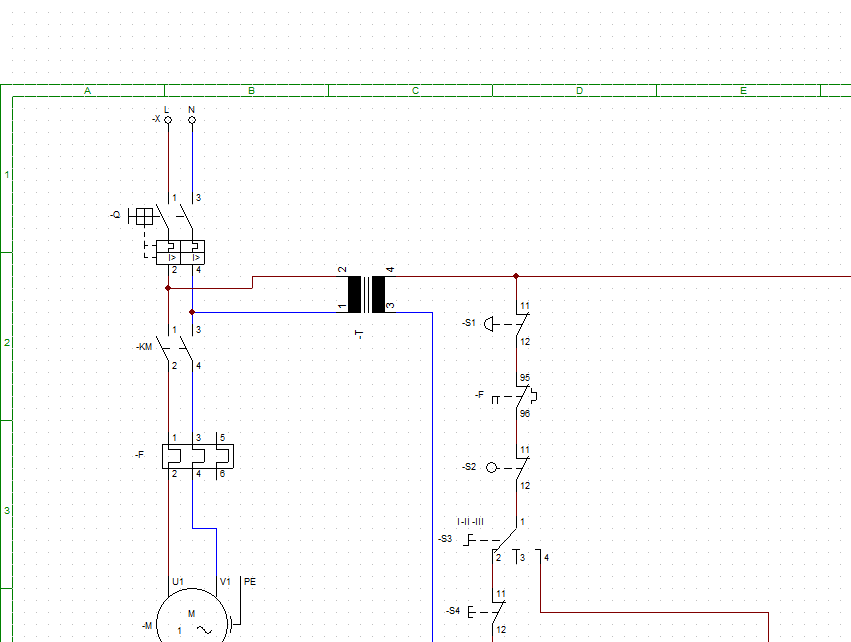 A B C D E
L N
-X
1
1 3
-Q
I> I>
2 4
2 4
1 3
-T
11
-S1
12
1 3
2
-KM
2 4
95
-F
96
1 3 5
-F
2 4 6
11
-S2
12
3
I-II-III
1
-S3
2 3 4
U1 V1 PE
M
-M
1
11
-S4
12